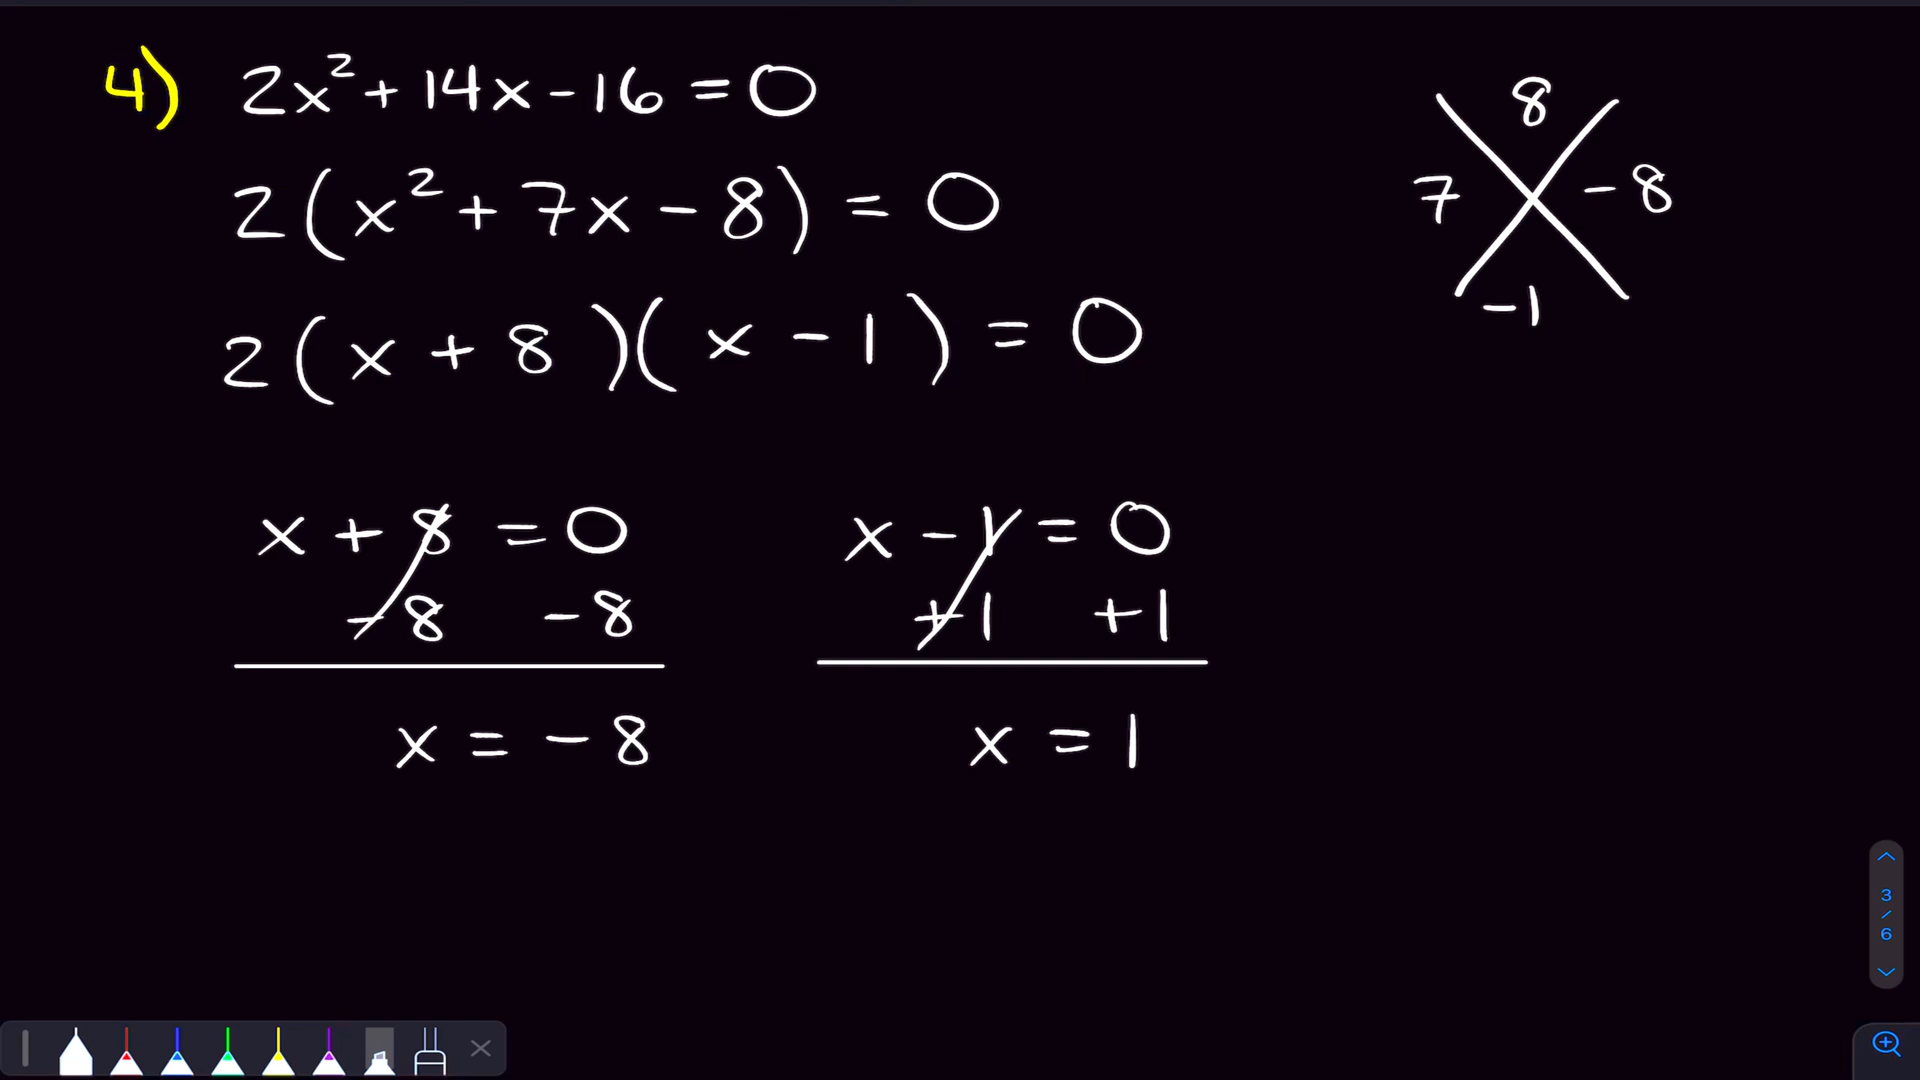 4) 2x² + 14x - 16 = 0
2(x² + 7x - 8) = 0
2(x + 8)(x - 1) = 0
x + 8 = 0
-8 -8
x = -8
x - 1 = 0
+1 +1
x = 1
8
7 -8
-1
3
/
6